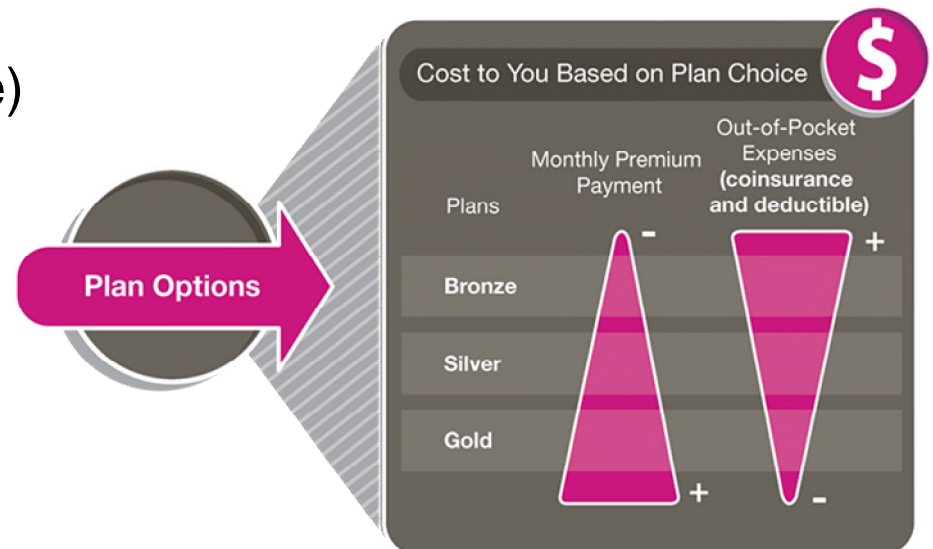 e)
$
Cost to You Based on Plan Choice
Plans
Monthly Premium
Payment
Out-of-Pocket
Expenses
(coinsurance
and deductible)
- +
Plan Options
Bronze
Silver
Gold
+ -